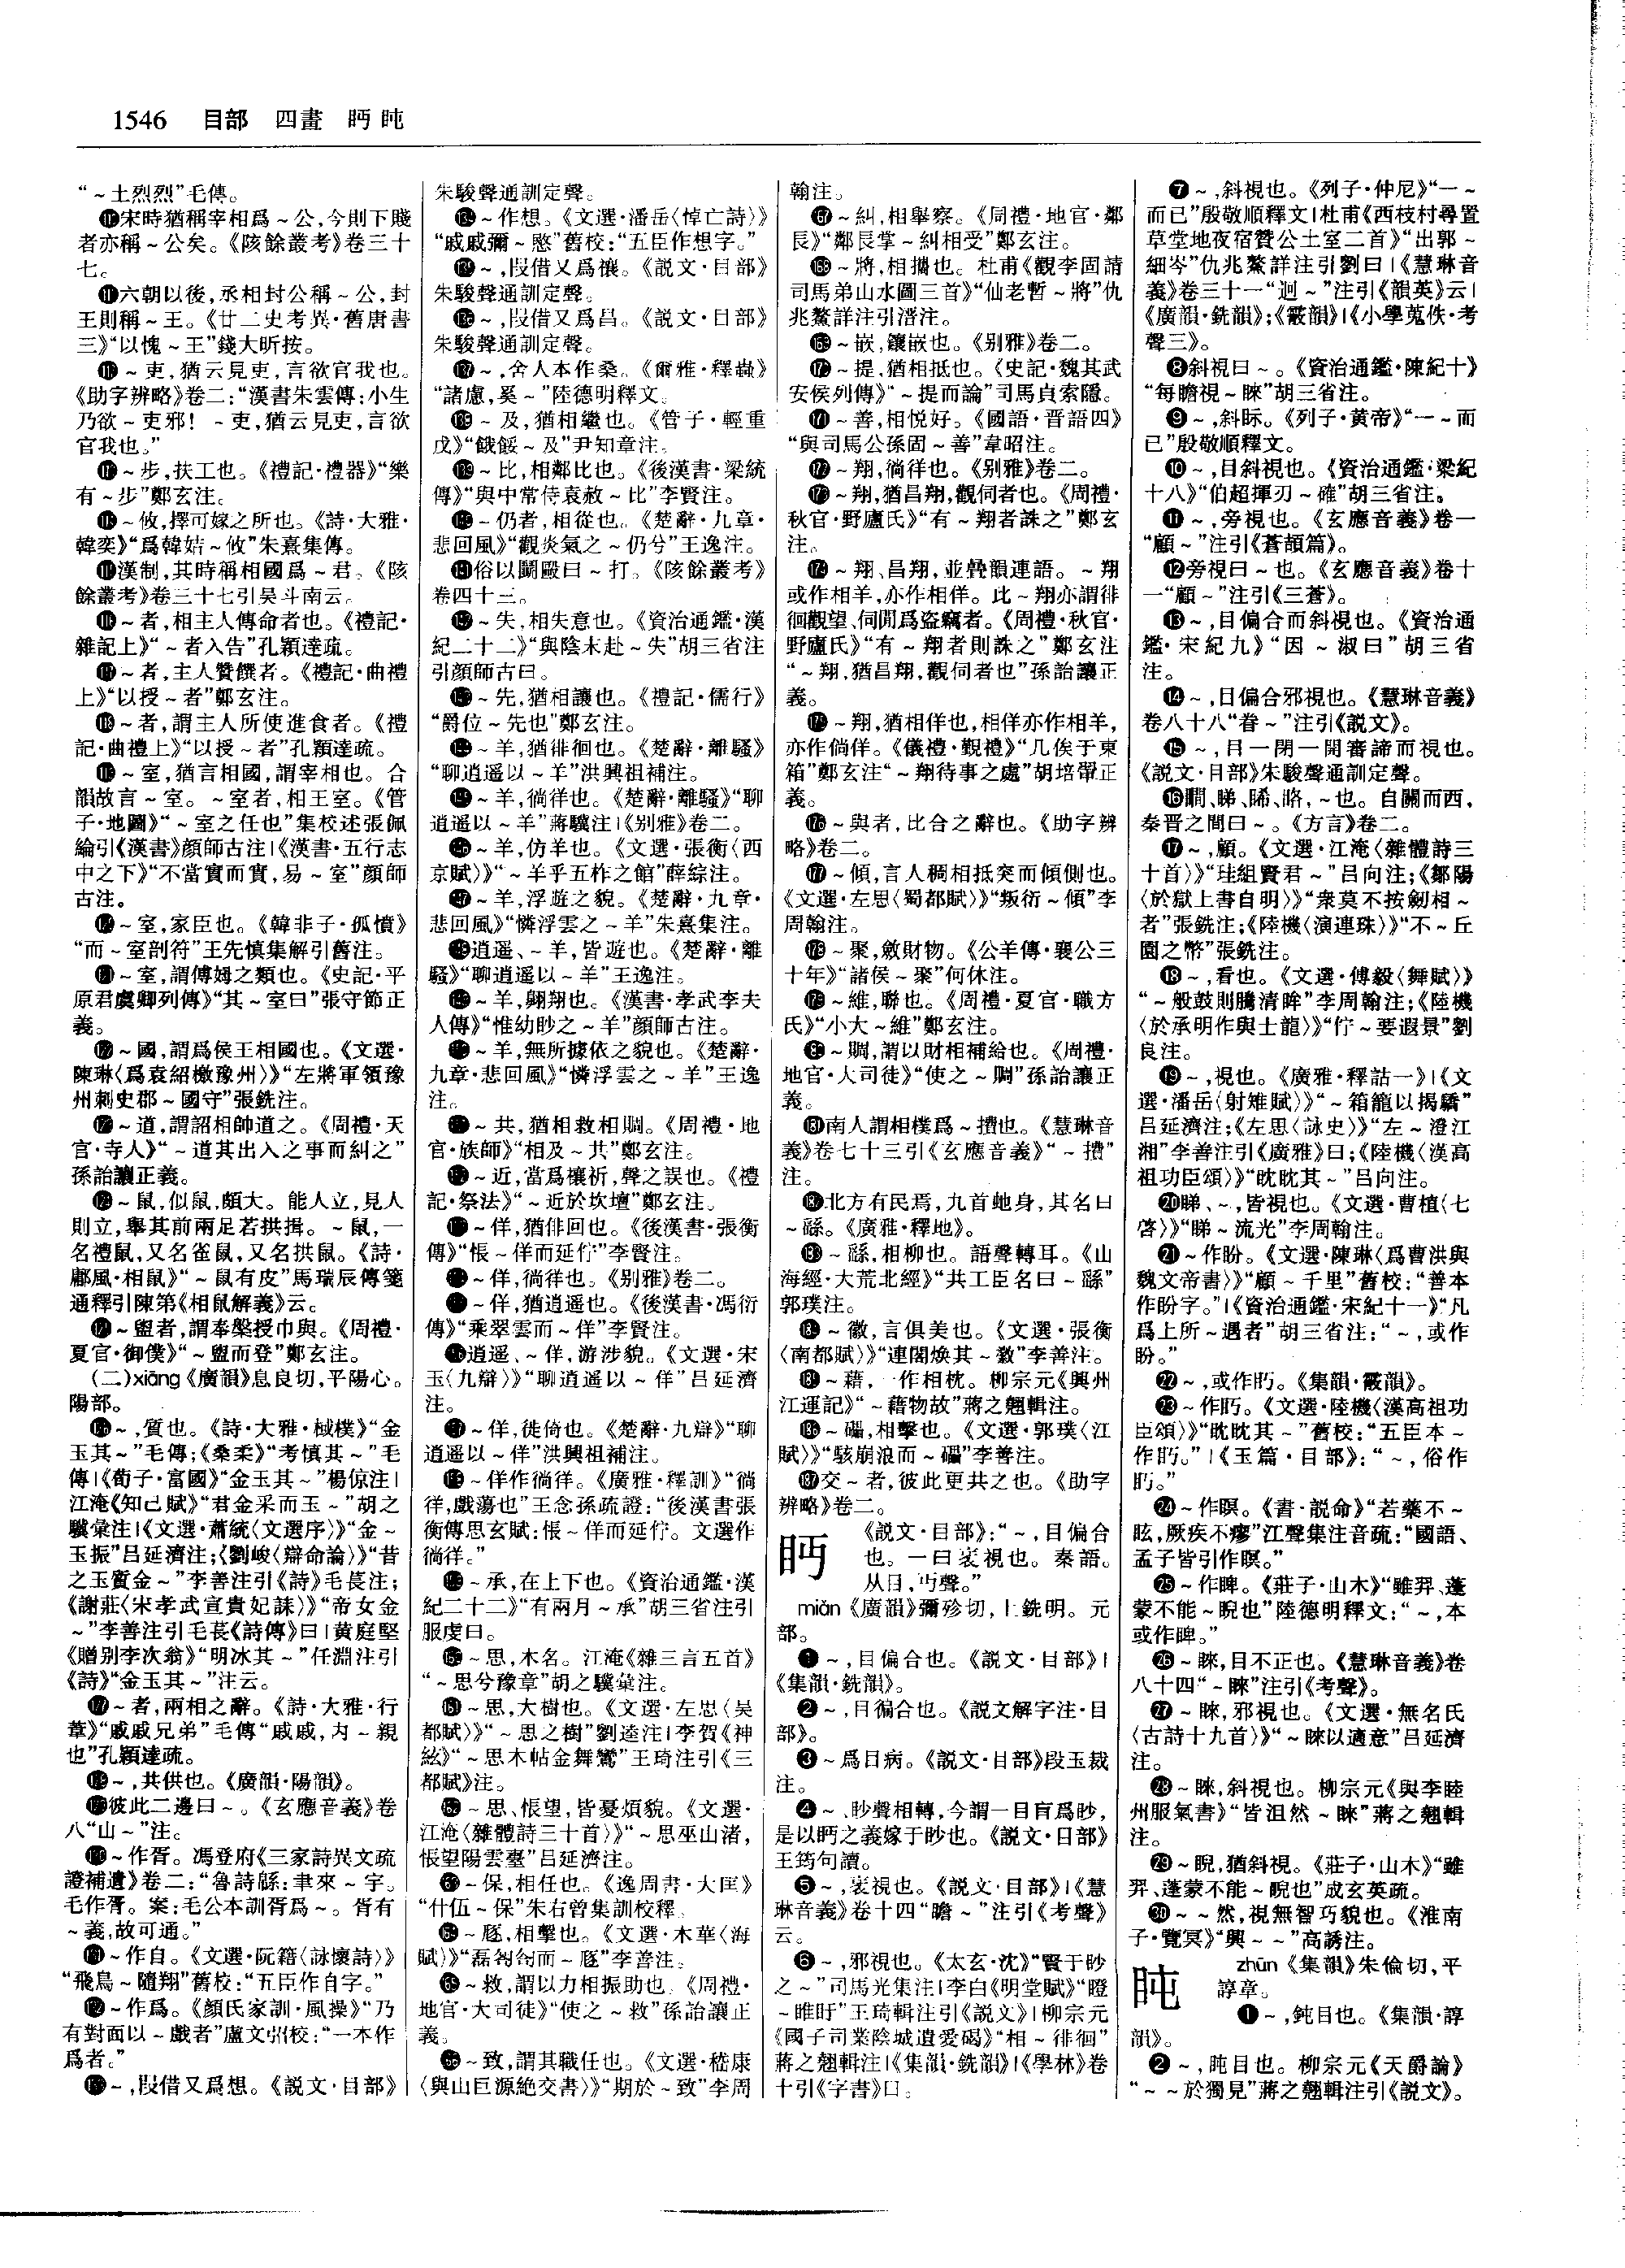 1546 目部 四畫 眄 盹
“～土烈烈”毛傳。
宋時猶稱宰相爲～公,今則下賤
者亦稱～公矣。《陔餘叢考》卷三十
七。
六朝以後,丞相封公稱～公,封
王則稱～王。《廿二史考異·舊唐書
三》“以愧～王”錢大昕按。
～吏,猶云見吏,言欲官我也。
《助字辨略》卷二:“漢書朱雲傳:小生
乃欲～吏邪!～吏,猶云見吏,言欲
官我也。”
～步,扶工也。《禮記·禮器》“樂
有～步”鄭玄注。
～攸,擇可嫁之所也。《詩·大雅·
韓奕》“爲韓姞～攸”朱熹集傳。
漢制,其時稱相國爲～君。《陔
餘叢考》卷三十七引吴斗南云。
～者,相主人傳命者也。《禮記·
雜記上》“～者入告”孔穎達疏。
～者,主人贊饌者。《禮記·曲禮
上》“以授～者”鄭玄注。
～者,謂主人所使進食者。《禮
記·曲禮上》“以授～者”孔穎達疏。
～室,猶言相國,謂宰相也。合
韻故言～室。～室者,相王室。《管
子·地圖》“～室之任也”集校述張佩
綸引《漢書》顔師古注|《漢書·五行志
中之下》“不當實而實,易～室”顔師
古注。
～室,家臣也。《韓非子·孤憤》
“而～室剖符”王先慎集解引舊注。
～室,謂傅姆之類也。《史記·平
原君虞卿列傳》“其～室曰”張守節正
義。
～國,謂爲侯王相國也。《文選·
陳琳〈爲袁紹檄豫州〉》“左將軍領豫
州刺史郡～國守”張銑注。
～道,謂詔相帥道之。《周禮·天
官·寺人》“～道其出入之事而糾之”
孫詒讓正義。
～鼠,似鼠,頗大。能人立,見人
則立,舉其前兩足若拱揖。～鼠,一
名禮鼠,又名雀鼠,又名拱鼠。《詩·
鄘風·相鼠》“～鼠有皮”馬瑞辰傳箋
通釋引陳第《相鼠解義》云。
～盥者,謂奉槃授巾與。《周禮·
夏官·御僕》“～盥而登”鄭玄注。
(二)xiāng《廣韻》息良切,平陽心。
陽部。
～,質也。《詩·大雅·棫樸》“金
玉其～”毛傳;《桑柔》“考慎其～”毛
傳|《荀子·富國》“金玉其～”楊倞注|
江淹《知己賦》“君金采而玉～”胡之
驥彙注|《文選·蕭統〈文選序〉》“金～
玉振”吕延濟注;《劉峻〈辯命論〉》“昔
之玉質金～”李善注引《詩》毛萇注;
《謝莊〈宋孝武宣貴妃誄〉》“帝女金
～”李善注引毛萇《詩傳》曰|黄庭堅
《贈别李次翁》“明冰其～”任淵注引
《詩》“金玉其～”注云。
～者,兩相之辭。《詩·大雅·行
葦》“戚戚兄弟”毛傳“戚戚,内～親
也”孔穎達疏。
～,共供也。《廣韻·陽韻》。
彼此二邊曰～。《玄應音義》卷
八“山～”注。
～作胥。馮登府《三家詩異文疏
證補遺》卷二:“魯詩緜:聿來～宇。
毛作胥。案:毛公本訓胥爲～。胥有
～義,故可通。”
～作自。《文選·阮籍〈詠懷詩〉》
“飛鳥～隨翔”舊校:“五臣作自字。”
～作爲。《顔氏家訓·風操》“乃
有對面以～戲者”盧文弨校:“一本作
爲者。”
～,叚借又爲想。《説文·目部》
朱駿聲通訓定聲。
～作想。《文選·潘岳〈悼亡詩〉》
“戚戚彌～愍”舊校:“五臣作想字。”
～,叚借又爲禳。《説文·目部》
朱駿聲通訓定聲。
～,叚借又爲昌。《説文·目部》
朱駿聲通訓定聲。
～,舍人本作桑。《爾雅·釋蟲》
“諸慮,奚～”陸德明釋文。
～及,猶相繼也。《管子·輕重
戊》“餓餒～及”尹知章注。
～比,相鄰比也。《後漢書·梁統
傳》“與中常侍袁赦～比”李賢注。
～仍者,相從也。《楚辭·九章·
悲回風》“觀炎氣之～仍兮”王逸注。
俗以鬭毆曰～打。《陔餘叢考》
卷四十三。
～失,相失意也。《資治通鑑·漢
紀二十二》“與陰末赴～失”胡三省注
引顔師古曰。
～先,猶相讓也。《禮記·儒行》
“爵位～先也”鄭玄注。
～羊,猶徘徊也。《楚辭·離騷》
“聊逍遥以～羊”洪興祖補注。
～羊,徜徉也。《楚辭·離騷》“聊
逍遥以～羊”蔣驥注|《别雅》卷二。
～羊,仿羊也。《文選·張衡〈西
京賦〉》“～羊乎五柞之館”薛綜注。
～羊,浮遊之貌。《楚辭·九章·
悲回風》“憐浮雲之～羊”朱熹集注。
逍遥、～羊,皆遊也。《楚辭·離
騷》“聊逍遥以～羊”王逸注。
～羊,翱翔也。《漢書·孝武李夫
人傳》“惟幼眇之～羊”顔師古注。
～羊,無所據依之貌也。《楚辭·
九章·悲回風》“憐浮雲之～羊”王逸
注。
～共,猶相救相賙。《周禮·地
官·族師》“相及～共”鄭玄注。
～近,當爲禳祈,聲之誤也。《禮
記·祭法》“～近於坎壇”鄭玄注。
～佯,猶俳回也。《後漢書·張衡
傳》“悵～佯而延佇”李賢注。
～佯,徜徉也。《别雅》卷二。
～佯,猶逍遥也。《後漢書·馮衍
傳》“乘翠雲而～佯”李賢注。
逍遥、～佯,游涉貌。《文選·宋
玉〈九辯〉》“聊逍遥以～佯”吕延濟
注。
～佯,徙倚也。《楚辭·九辯》“聊
逍遥以～佯”洪興祖補注。
～佯作徜徉。《廣雅·釋訓》“徜
徉,戲蕩也”王念孫疏證:“後漢書張
衡傳思玄賦:悵～佯而延佇。文選作
徜徉。”
～承,在上下也。《資治通鑑·漢
紀二十二》“有兩月～承”胡三省注引
服虔曰。
～思,木名。江淹《雜三言五首》
“～思兮豫章”胡之驥彙注。
～思,大樹也。《文選·左思〈吴
都賦〉》“～思之樹”劉逵注|李賀《神
絃》“～思木帖金舞鸞”王琦注引《三
都賦》注。
～思、悵望,皆憂煩貌。《文選·
江淹〈雜體詩三十首〉》“～思巫山渚,
悵望陽雲臺”吕延濟注。
～保,相任也。《逸周書·大匡》
“什伍～保”朱右曾集訓校釋。
～豗,相擊也。《文選·木華〈海
賦〉》“磊匒匌而～豗”李善注。
～救,謂以力相振助也。《周禮·
地官·大司徒》“使之～救”孫詒讓正
義。
～致,謂其職任也。《文選·嵇康
〈與山巨源絶交書〉》“期於～致”李周
翰注。
～糾,相舉察。《周禮·地官·鄰
長》“鄰長掌～糾相受”鄭玄注。
～將,相攜也。杜甫《觀李固請
司馬弟山水圖三首》“仙老暫～將”仇
兆鰲詳注引湣注。
～嵌,鑲嵌也。《别雅》卷二。
～提,猶相抵也。《史記·魏其武
安侯列傳》“～提而論”司馬貞索隱。
～善,相悦好。《國語·晋語四》
“與司馬公孫固～善”韋昭注。
～翔,徜徉也。《别雅》卷二。
～翔,猶昌翔,觀伺者也。《周禮·
秋官·野廬氏》“有～翔者誅之”鄭玄
注。
～翔、昌翔,並疊韻連語。～翔
或作相羊,亦作相佯。此～翔亦謂徘
徊觀望、伺閒爲盗竊者。《周禮·秋官·
野廬氏》“有～翔者則誅之”鄭玄注
“～翔,猶昌翔,觀伺者也”孫詒讓正
義。
～翔,猶相佯也,相佯亦作相羊,
亦作倘佯。《儀禮·覲禮》“几俟于東
箱”鄭玄注“～翔待事之處”胡培翬正
義。
～與者,比合之辭也。《助字辨
略》卷二。
～傾,言人稠相抵突而傾側也。
《文選·左思〈蜀都賦〉》“叛衍～傾”李
周翰注。
～聚,斂財物。《公羊傳·襄公三
十年》“諸侯～聚”何休注。
～維,聯也。《周禮·夏官·職方
氏》“小大～維”鄭玄注。
～賙,謂以財相補給也。《周禮·
地官·大司徒》“使之～賙”孫詒讓正
義。
南人謂相樸爲～攢也。《慧琳音
義》卷七十三引《玄應音義》“～攢”
注。
北方有民焉,九首虵身,其名曰
～繇。《廣雅·釋地》。
～繇,相柳也。語聲轉耳。《山
海經·大荒北經》“共工臣名曰～繇”
郭璞注。
～徽,言俱美也。《文選·張衡
〈南都賦〉》“連閣焕其～徽”李善注。
～藉,一作相枕。柳宗元《興州
江運記》“～藉物故”蔣之翹輯注。
～礧,相擊也。《文選·郭璞〈江
賦〉》“駭崩浪而～礧”李善注。
交～者,彼此更共之也。《助字
辨略》卷二。
眄 《説文·目部》:“～,目偏合
也。一曰衺視也。秦語。
从目,丏聲。”
miǎn《廣韻》彌殄切,上銑明。元
部。
❶～,目偏合也。《説文·目部》|
《集韻·銑韻》。
❷～,目徧合也。《説文解字注·目
部》。
❸～爲目病。《説文·目部》段玉裁
注。
❹～、眇聲相轉,今謂一目盲爲眇,
是以眄之義嫁于眇也。《説文·目部》
王筠句讀。
❺～,衺視也。《説文·目部》|《慧
琳音義》卷十四“瞻～”注引《考聲》
云。
❻～,邪視也。《太玄·沈》“賢于眇
之～”司馬光集注|李白《明堂賦》“瞪
～睢盱”王琦輯注引《説文》|柳宗元
《國子司業陰城遺愛碣》“相～徘徊”
蔣之翹輯注|《集韻·銑韻》|《學林》卷
十引《字書》曰。
❼～,斜視也。《列子·仲尼》“一～
而已”殷敬順釋文|杜甫《西枝村尋置
草堂地夜宿贊公土室二首》“出郭～
細岑”仇兆鰲詳注引劉曰|《慧琳音
義》卷三十一“迴～”注引《韻英》云|
《廣韻·銑韻》;《霰韻》|《小學蒐佚·考
聲三》。
❽斜視曰～。《資治通鑑·陳紀十》
“每瞻視～睞”胡三省注。
❾～,斜眎。《列子·黄帝》“一～而
已”殷敬順釋文。
❿～,目斜視也。《資治通鑑·梁紀
十八》“伯超揮刃～確”胡三省注。
⓫～,旁視也。《玄應音義》卷一
“顧～”注引《蒼頡篇》。
⓬旁視曰～也。《玄應音義》卷十
一“顧～”注引《三蒼》。
⓭～,目偏合而斜視也。《資治通
鑑·宋紀九》“因～淑曰”胡三省
注。
⓮～,目偏合邪視也。《慧琳音義》
卷八十八“眷～”注引《説文》。
⓯～,目一閉一開審諦而視也。
《説文·目部》朱駿聲通訓定聲。
⓰瞷、睇、睎、䀩,～也。自關而西,
秦晋之間曰～。《方言》卷二。
⓱～,顧。《文選·江淹〈雜體詩三
十首〉》“珪組賢君～”吕向注;《鄒陽
〈於獄上書自明〉》“衆莫不按劒相～
者”張銑注;《陸機〈演連珠〉》“不～丘
園之幣”張銑注。
⓲～,看也。《文選·傅毅〈舞賦〉》
“～般鼓則騰清眸”李周翰注;《陸機
〈於承明作與士龍〉》“佇～要遐景”劉
良注。
⓳～,視也。《廣雅·釋詁一》|《文
選·潘岳〈射雉賦〉》“～箱籠以揭驕”
吕延濟注;《左思〈詠史〉》“左～澄江
湘”李善注引《廣雅》曰;《陸機〈漢高
祖功臣頌〉》“眈眈其～”吕向注。
⓴睇、～,皆視也。《文選·曹植〈七
啓〉》“睇～流光”李周翰注。
㉑～作盼。《文選·陳琳〈爲曹洪與
魏文帝書〉》“顧～千里”舊校:“善本
作盼字。”|《資治通鑑·宋紀十一》“凡
爲上所～遇者”胡三省注:“～,或作
盼。”
㉒～,或作眄。《集韻·霰韻》。
㉓～作眄。《文選·陸機〈漢高祖功
臣頌〉》“眈眈其～”舊校:“五臣本～
作眄。”|《玉篇·目部》:“～,俗作
眄。”
㉔～作瞑。《書·説命》“若藥不～
眩,厥疾不瘳”江聲集注音疏:“國語、
孟子皆引作瞑。”
㉕～作睥。《莊子·山木》“雖羿、蓬
蒙不能～睨也”陸德明釋文:“～,本
或作睥。”
㉖～睞,目不正也。《慧琳音義》卷
八十四“～睞”注引《考聲》。
㉗～睞,邪視也。《文選·無名氏
〈古詩十九首〉》“～睞以適意”吕延濟
注。
㉘～睞,斜視也。柳宗元《與李睦
州服氣書》“皆沮然～睞”蔣之翹輯
注。
㉙～睨,猶斜視。《莊子·山木》“雖
羿、蓬蒙不能～睨也”成玄英疏。
㉚～～然,視無智巧貌也。《淮南
子·覽冥》“興～～”高誘注。
盹 zhūn《集韻》朱倫切,平
諄章。
❶～,鈍目也。《集韻·諄
韻》。
❷～,盹目也。柳宗元《天爵論》
“～～於獨見”蔣之翹輯注引《説文》。